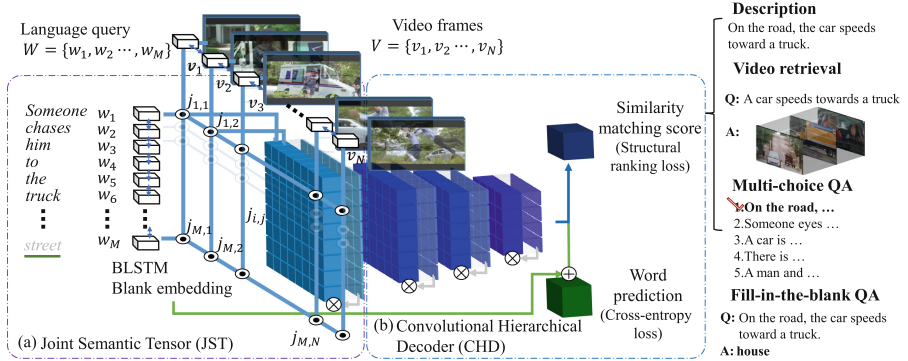 Language query
W = {w1, w2 ⋯, wM}
Video frames
V = {v1, v2 ⋯, vN}
v1
v2
v3
vN
Someone
chases
him
to
the
truck
street
w1
w2
w3
w4
w5
w6
wM
j1,1
j1,2
ji,j
jM,1
jM,2
jM,N
BLSTM
Blank embedding
(a) Joint Semantic Tensor (JST)
(b) Convolutional Hierarchical
Decoder (CHD)
Similarity
matching score
(Structural
ranking loss)
Word
prediction
(Cross-entropy
loss)
Description
On the road, the car speeds
toward a truck.
Video retrieval
Q: A car speeds towards a truck
A:
Multi-choice QA
1.On the road, …
2.Someone eyes …
3.A car is …
4.There is …
5.A man and …
Fill-in-the-blank QA
Q: On the road, the car speeds
toward a truck.
A: house